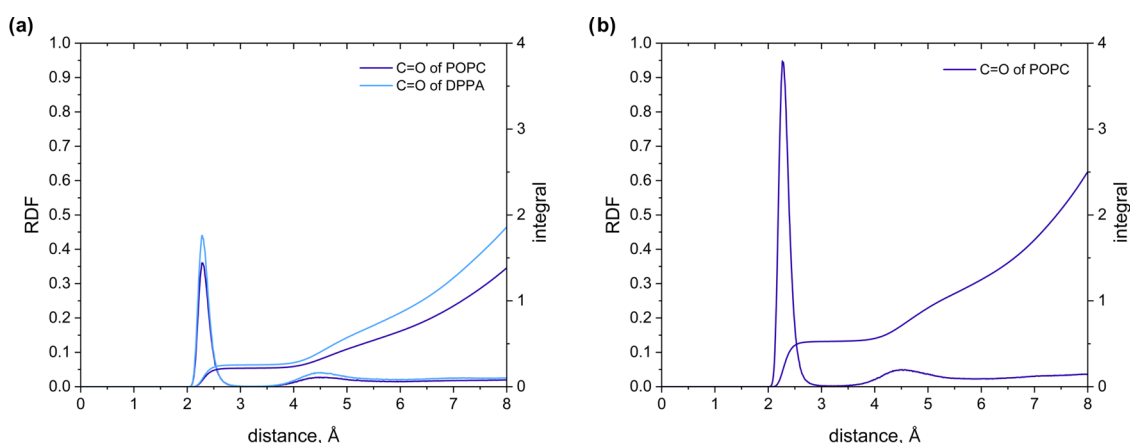 (a)
C=O of POPC
C=O of DPPA
RDF
1.0
0.9
0.8
0.7
0.6
0.5
0.4
0.3
0.2
0.1
0.0
0 1 2 3 4 5 6 7 8
distance, Å
4
3
2
1
0
integral
(b)
C=O of POPC
RDF
1.0
0.9
0.8
0.7
0.6
0.5
0.4
0.3
0.2
0.1
0.0
0 1 2 3 4 5 6 7 8
distance, Å
4
3
2
1
0
integral